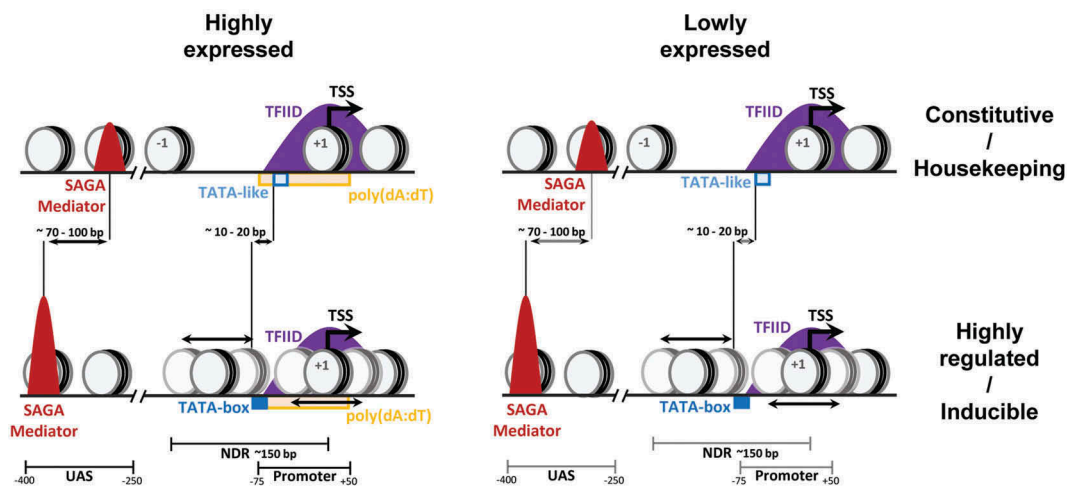 Highly
expressed
Lowly
expressed
TSS
TFIID
-1
+1
SAGA
Mediator
TATA-like
poly(dA:dT)
~ 70 - 100 bp
~ 10 - 20 bp
TSS
TFIID
-1
+1
SAGA
Mediator
TATA-like
~ 70 - 100 bp
~ 10 - 20 bp
Constitutive
/
Housekeeping
TSS
TFIID
+1
SAGA
Mediator
TATA-box
poly(dA:dT)
NDR ~150 bp
UAS
Promoter
-400
-250
-75
+50
TSS
TFIID
+1
SAGA
Mediator
TATA-box
NDR ~150 bp
UAS
Promoter
-400
-250
-75
+50
Highly
regulated
/
Inducible